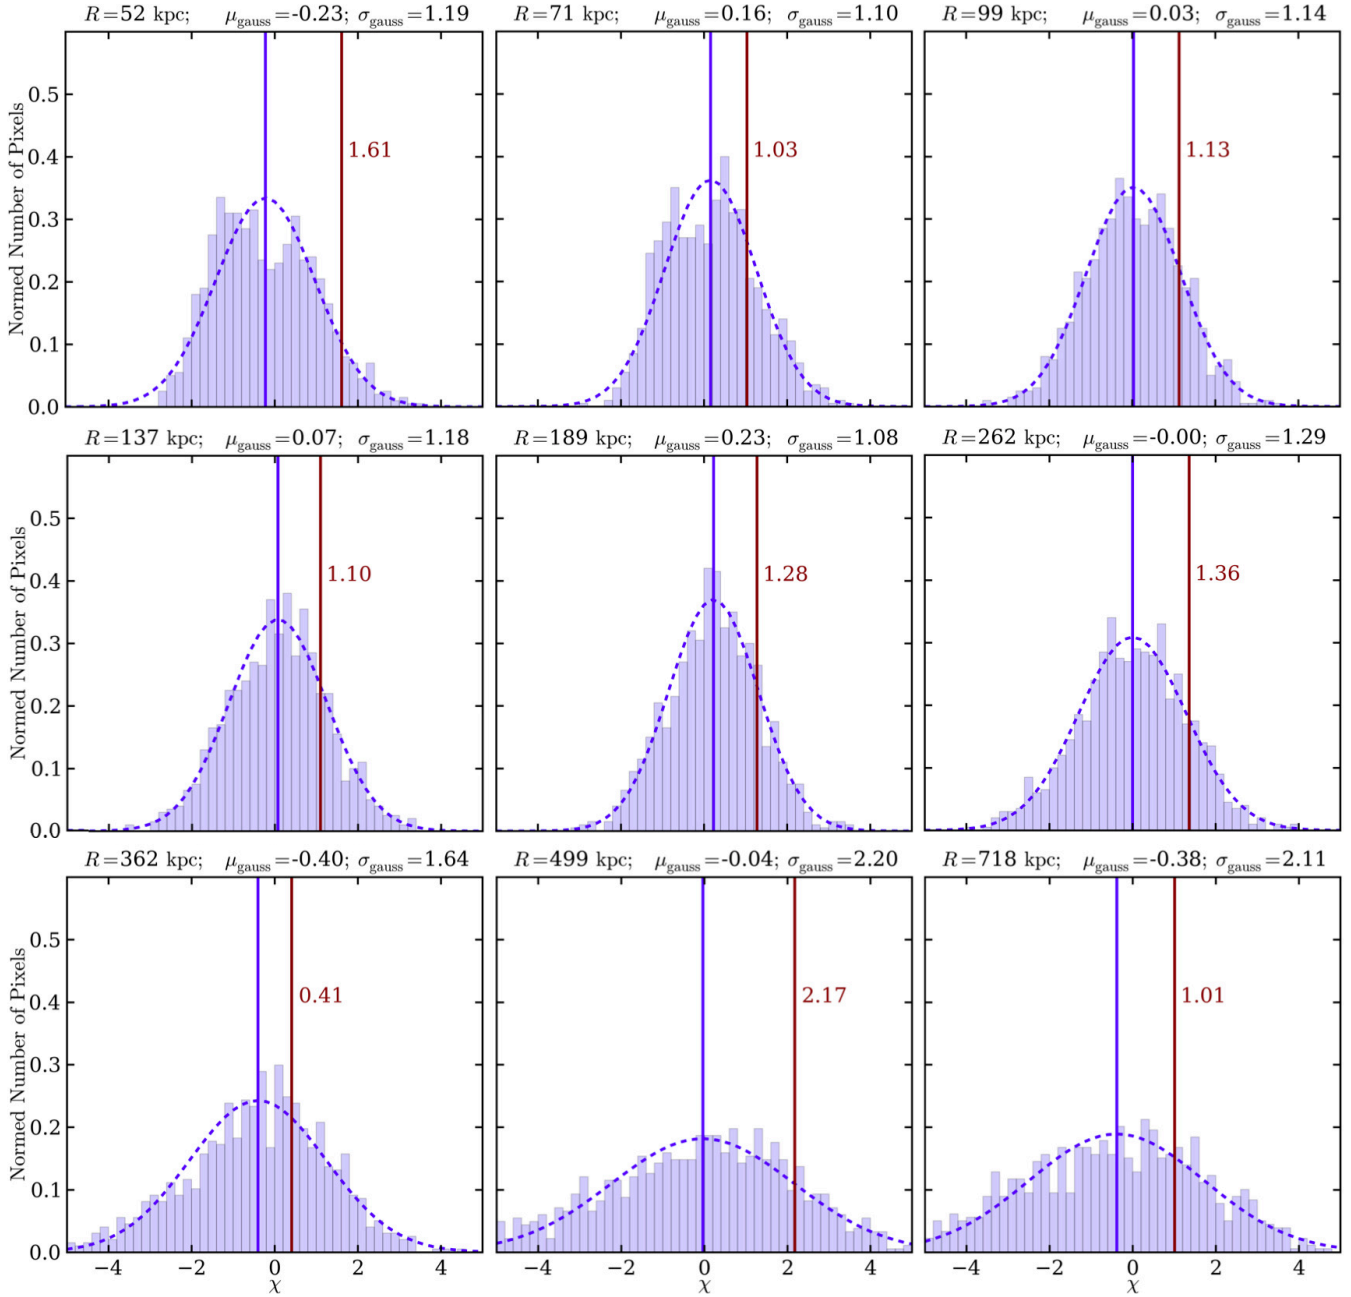 R=52 kpc; μgauss=-0.23; σgauss=1.19
R=71 kpc; μgauss=0.16; σgauss=1.10
R=99 kpc; μgauss=0.03; σgauss=1.14
Normed Number of Pixels
0.5
0.4
0.3
0.2
0.1
0.0
1.61
1.03
1.13
R=137 kpc; μgauss=0.07; σgauss=1.18
R=189 kpc; μgauss=0.23; σgauss=1.08
R=262 kpc; μgauss=-0.00; σgauss=1.29
Normed Number of Pixels
0.5
0.4
0.3
0.2
0.1
0.0
1.10
1.28
1.36
R=362 kpc; μgauss=-0.40; σgauss=1.64
R=499 kpc; μgauss=-0.04; σgauss=2.20
R=718 kpc; μgauss=-0.38; σgauss=2.11
Normed Number of Pixels
0.5
0.4
0.3
0.2
0.1
0.0
0.41
2.17
1.01
−4 −2 0 2 4
−4 −2 0 2 4
−4 −2 0 2 4
χ
χ
χ